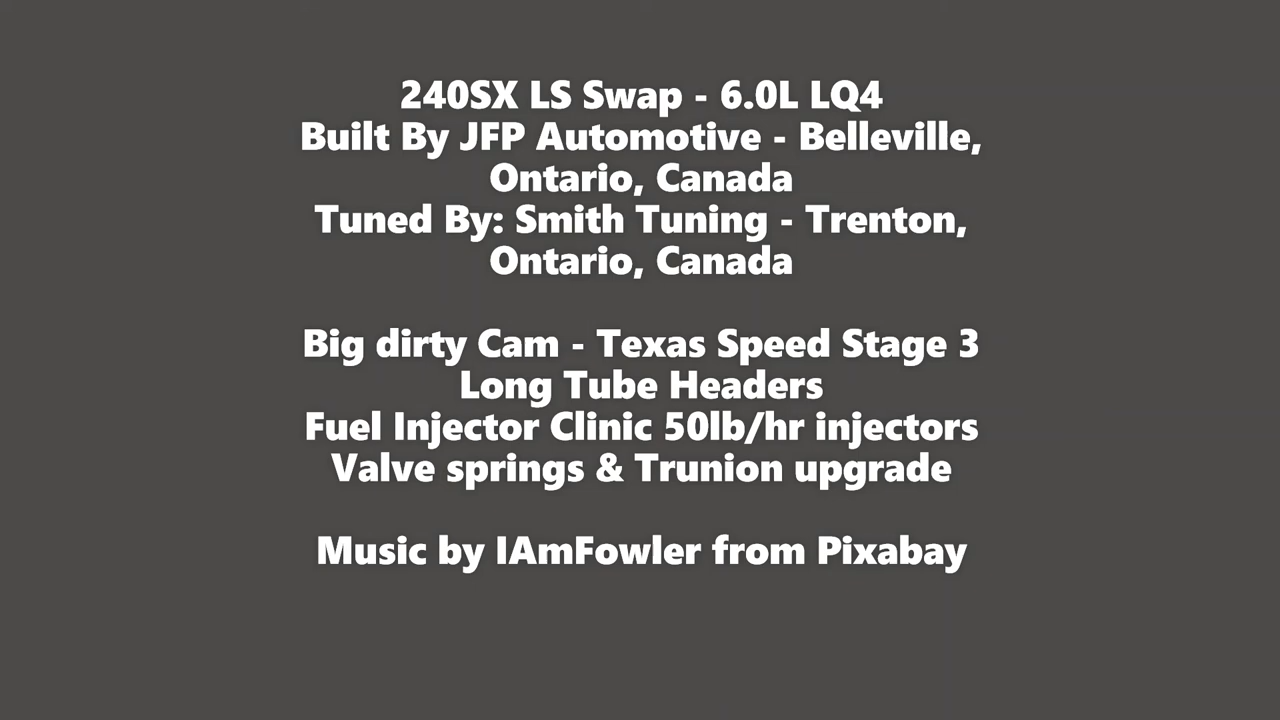 240SX LS Swap - 6.0L LQ4
Built By JFP Automotive - Belleville,
Ontario, Canada
Tuned By: Smith Tuning - Trenton,
Ontario, Canada
Big dirty Cam - Texas Speed Stage 3
Long Tube Headers
Fuel Injector Clinic 50lb/hr injectors
Valve springs & Trunion upgrade
Music by IAmFowler from Pixabay